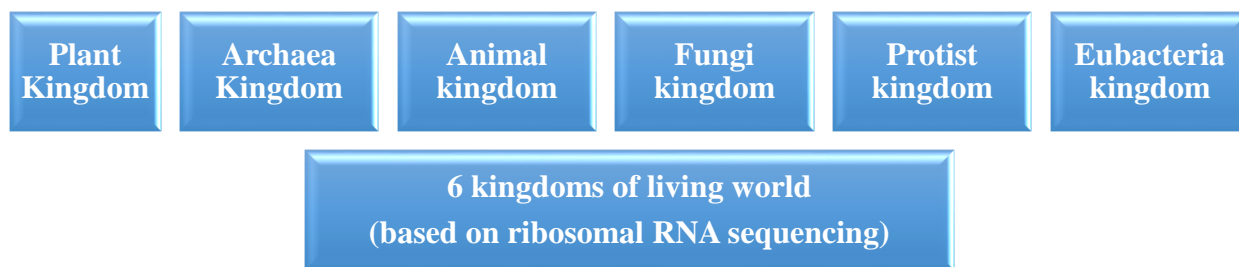 Plant
Kingdom
Archaea
Kingdom
Animal
kingdom
Fungi
kingdom
Protist
kingdom
Eubacteria
kingdom
6 kingdoms of living world
(based on ribosomal RNA sequencing)